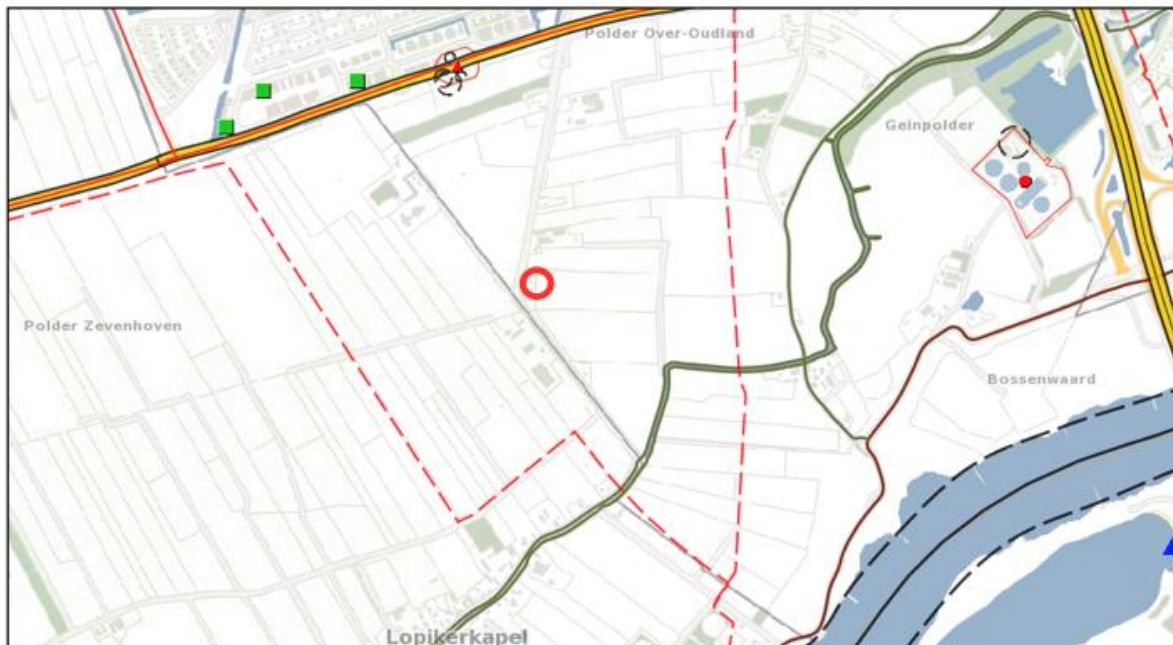 Polder Over-Oudland
Geinpolder
Polder Zevenhoven
Bossenwaard
Lopikerkapel